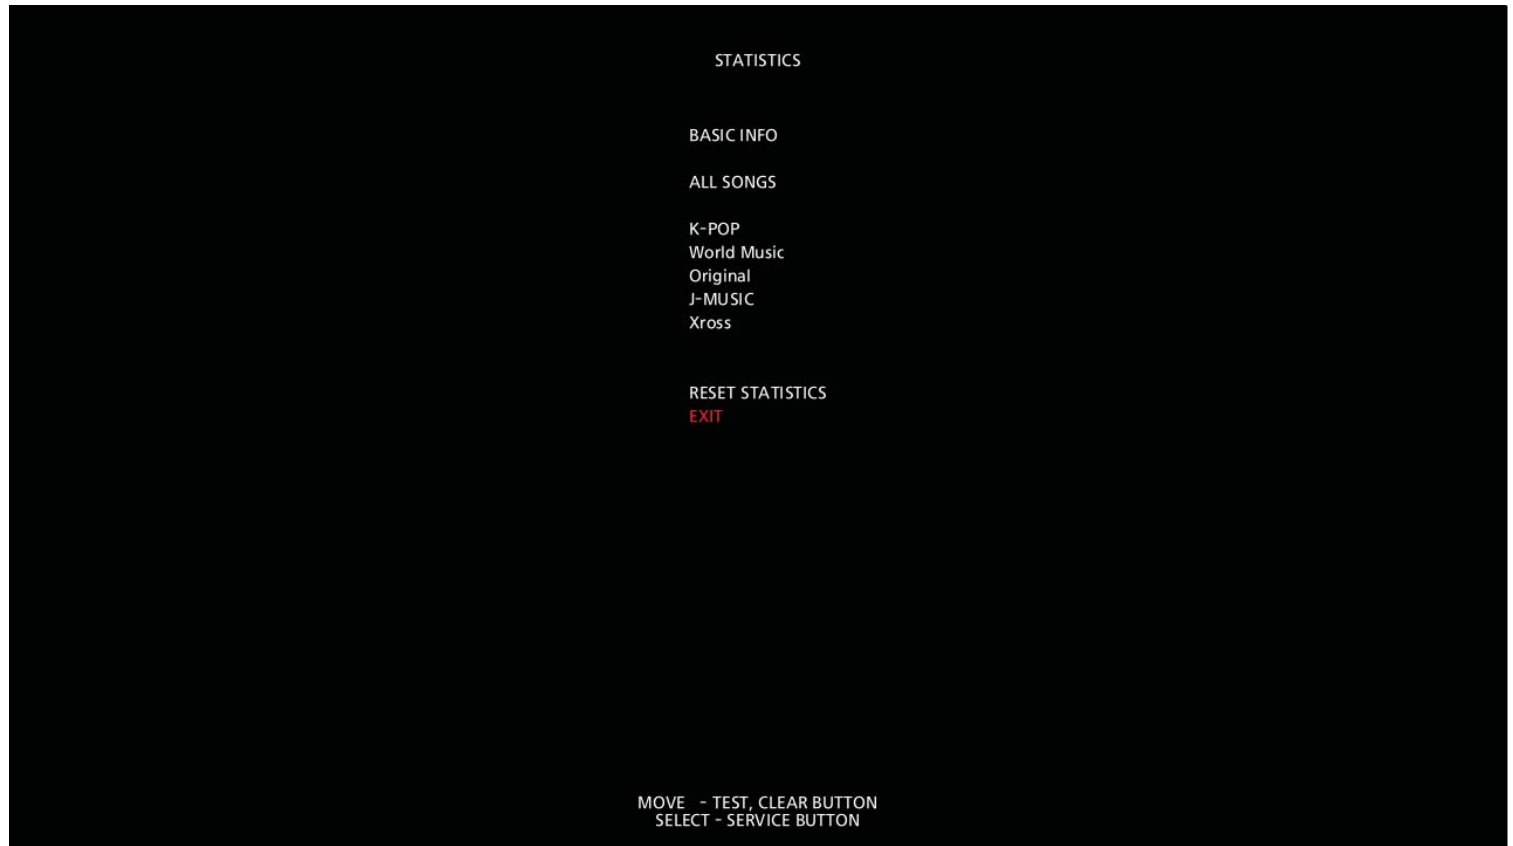 STATISTICS
BASIC INFO
ALL SONGS
K-POP
World Music
Original
J-MUSIC
Xross
RESET STATISTICS
EXIT
MOVE - TEST, CLEAR BUTTON
SELECT - SERVICE BUTTON